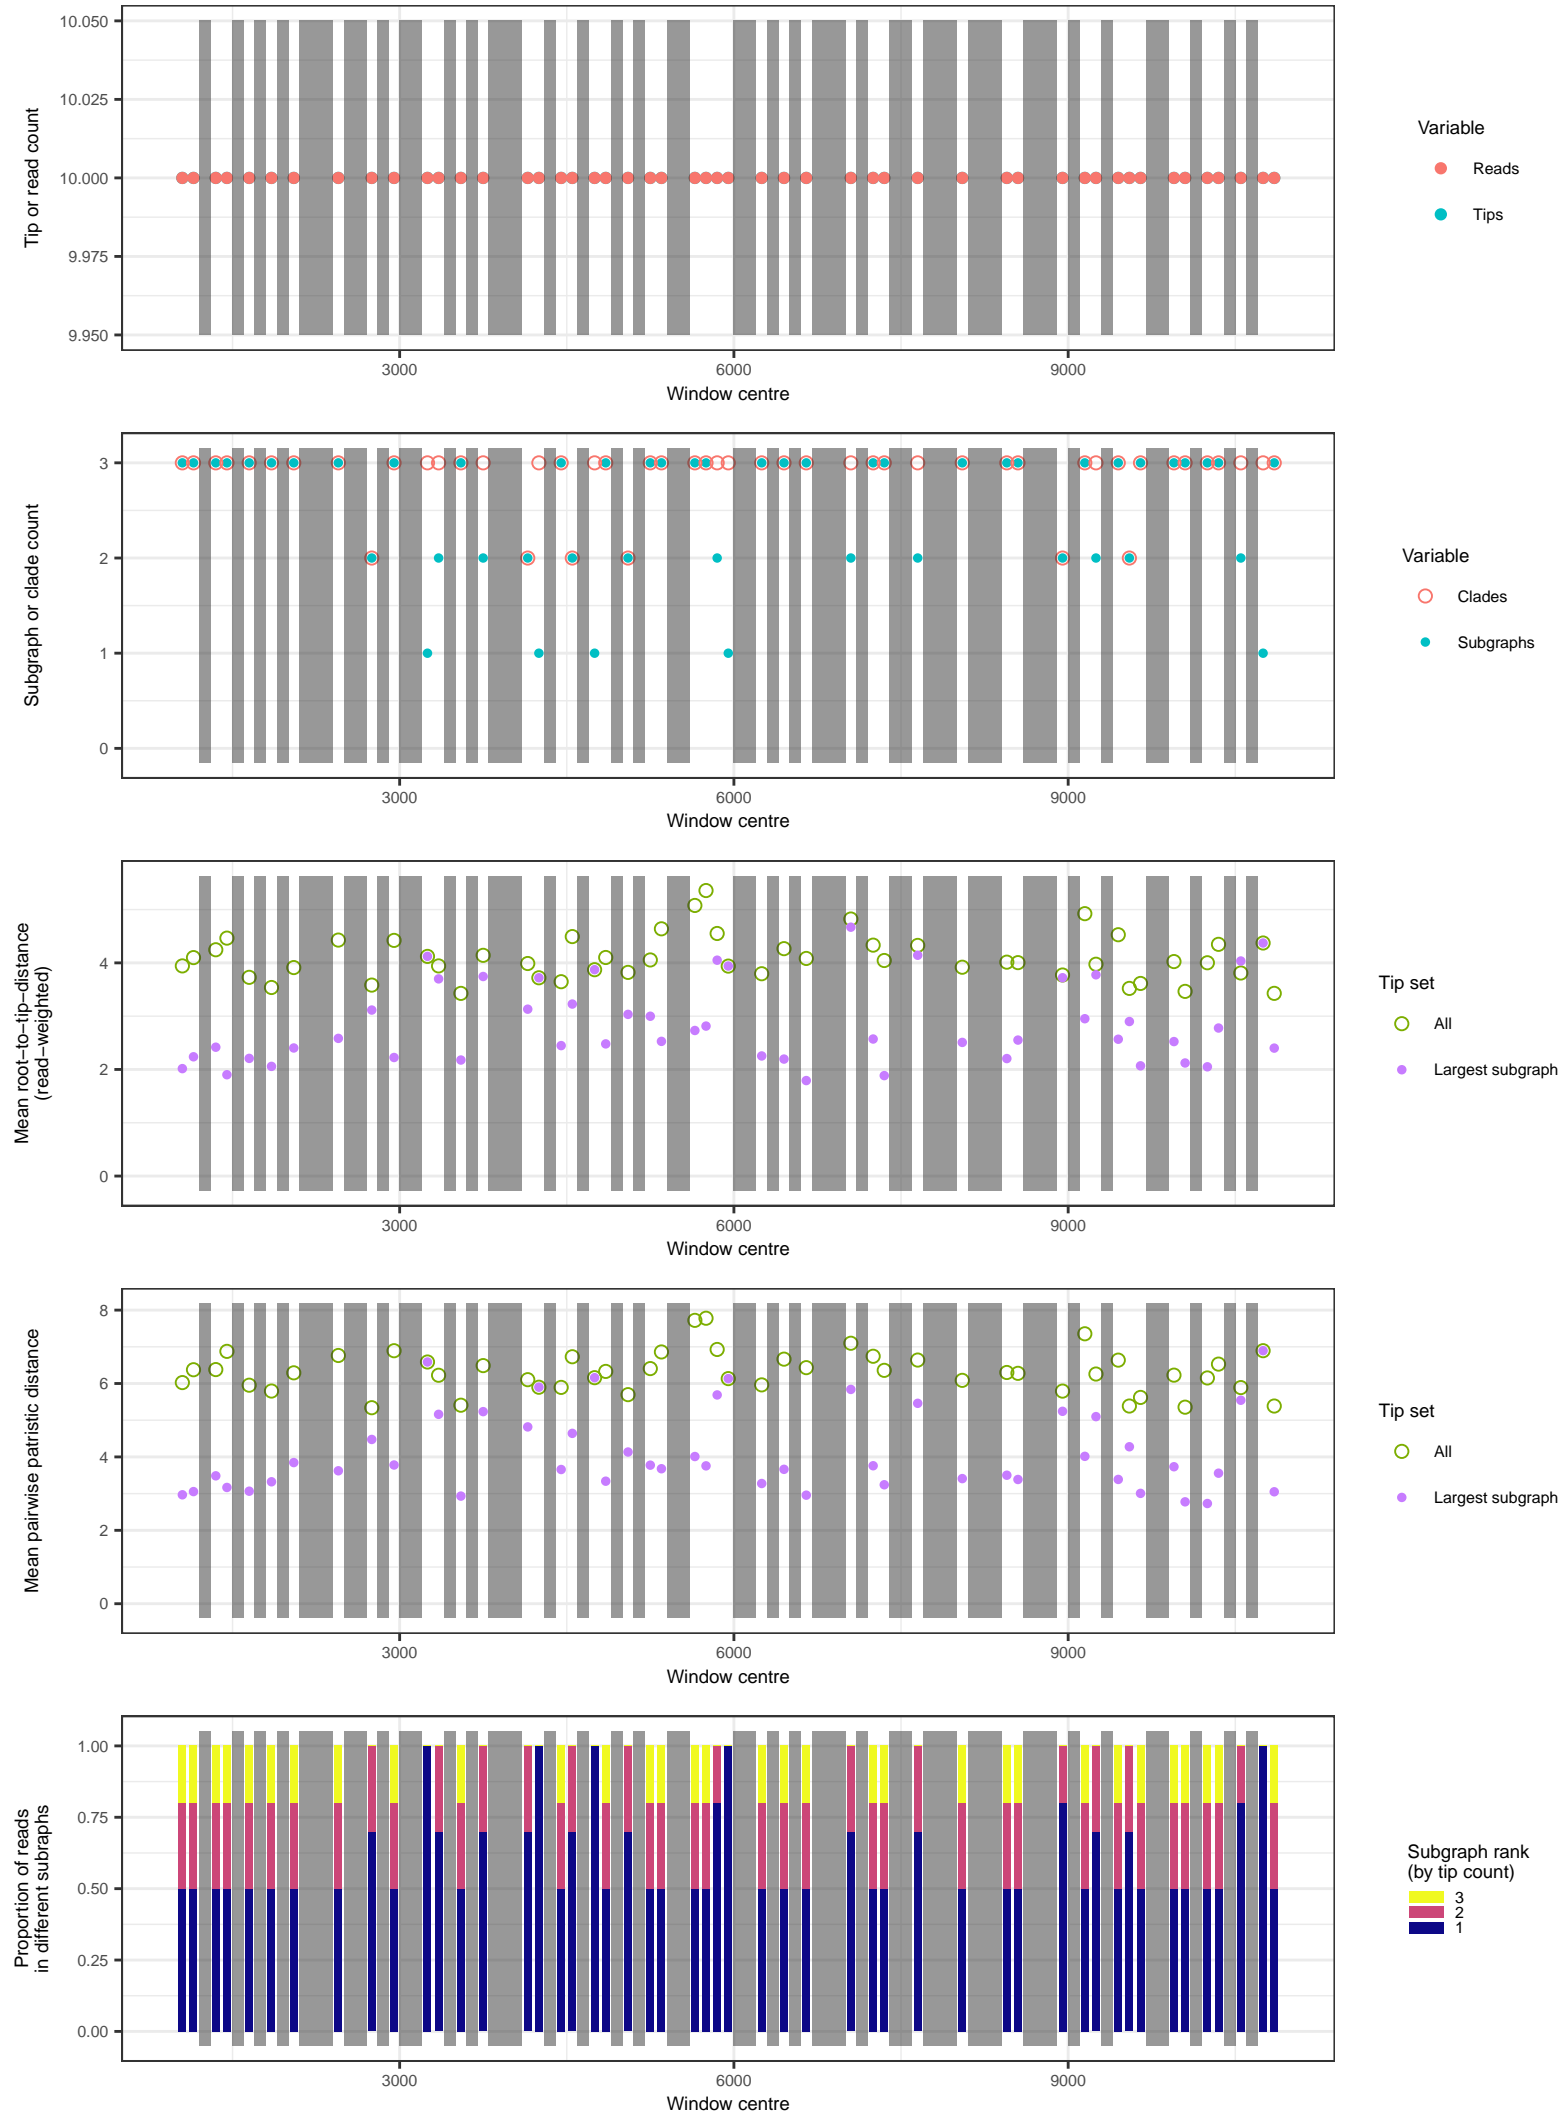 10.050
10.025
10.000
9.975
9.950
Tip or read count
3000
6000
9000
Window centre
Variable
Reads
Tips
3
2
1
0
Subgraph or clade count
3000
6000
9000
Window centre
Variable
Clades
Subgraphs
4
2
0
Mean root−to−tip−distance
(read−weighted)
3000
6000
9000
Window centre
Tip set
All
Largest subgraph
8
6
4
2
0
Mean pairwise patristic distance
3000
6000
9000
Window centre
Tip set
All
Largest subgraph
1.00
0.75
0.50
0.25
0.00
Proportion of reads
in different subraphs
3000
6000
9000
Window centre
Subgraph rank
(by tip count)
3
2
1